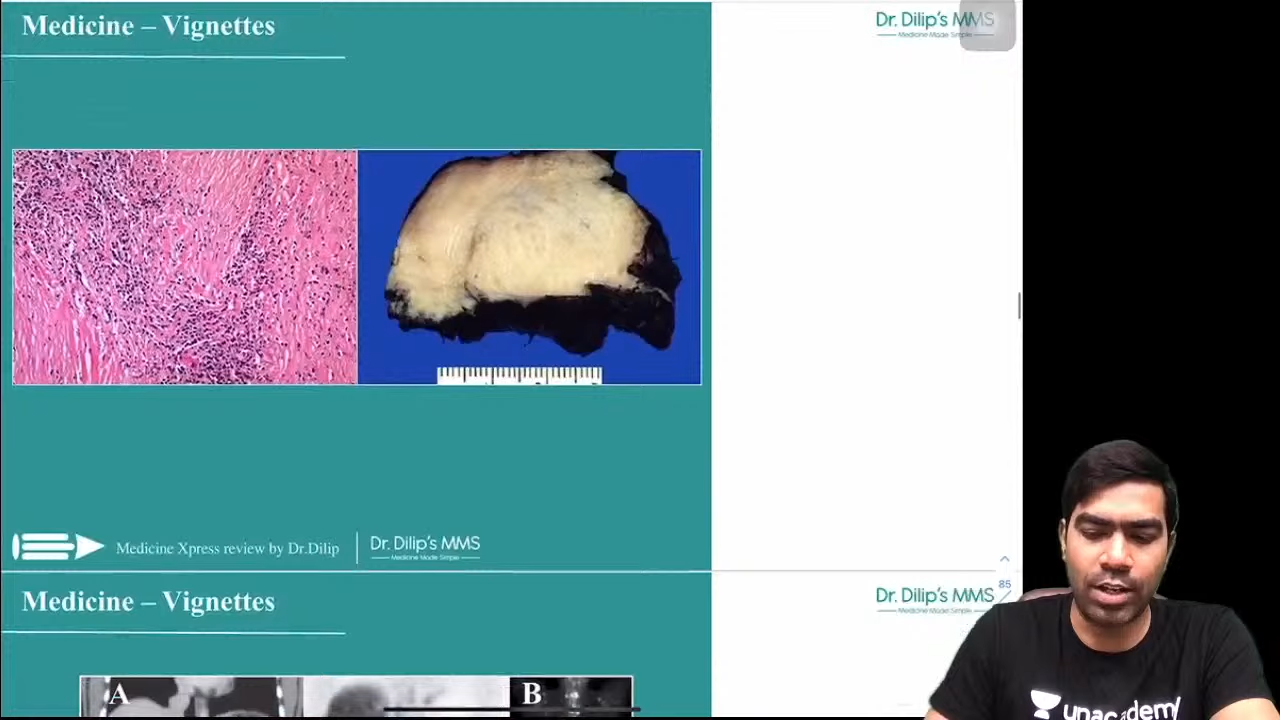 Medicine – Vignettes
Dr. Dilip's MMS
Medicine Made Simple
Medicine Xpress review by Dr.Dilip
Dr. Dilip's MMS
Medicine Made Simple
85
Medicine – Vignettes
Dr. Dilip's MMS
Medicine Made Simple
A
B
unacademy